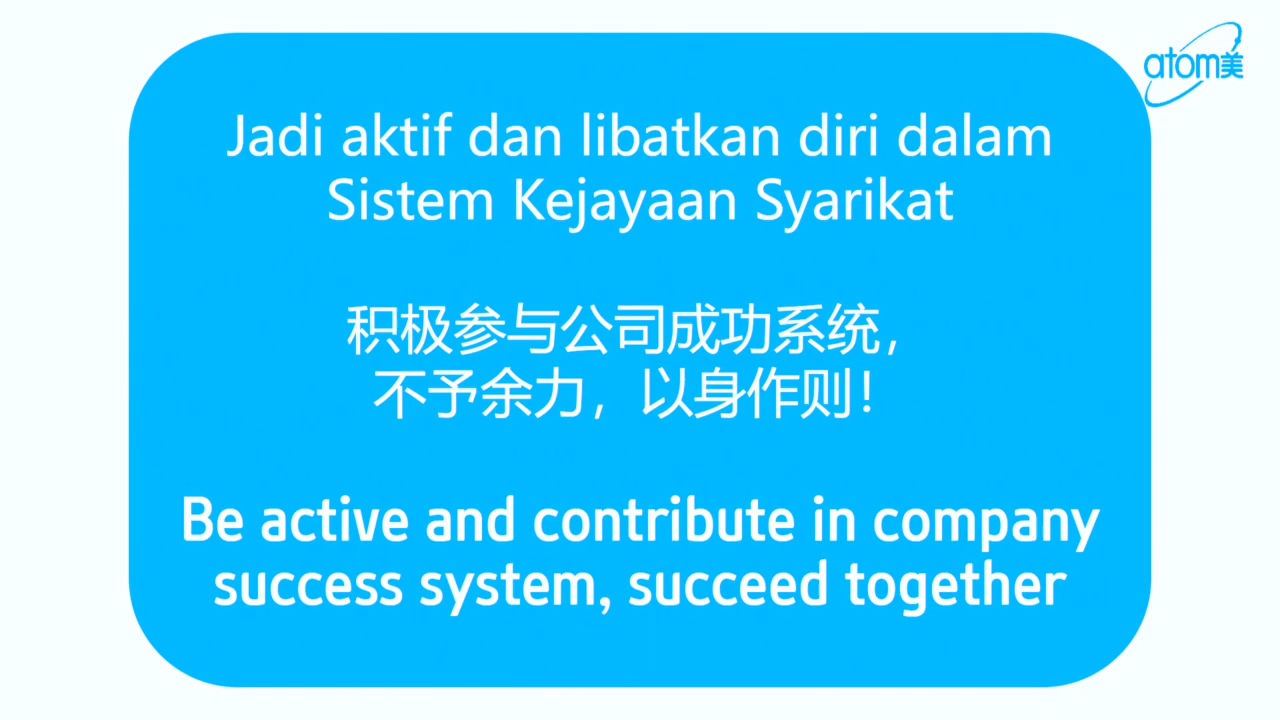 atom美
Jadi aktif dan libatkan diri dalam
Sistem Kejayaan Syarikat
积极参与公司成功系统，
不予余力，以身作则！
Be active and contribute in company
success system, succeed together